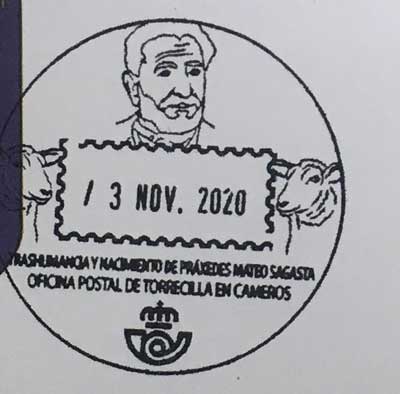 / 3 NOV. 2020
TRASHUMANCIA Y NACIMIENTO DE PRÁXEDES MATEO SAGASTA
OFICINA POSTAL DE TORRECILLA EN CAMEROS